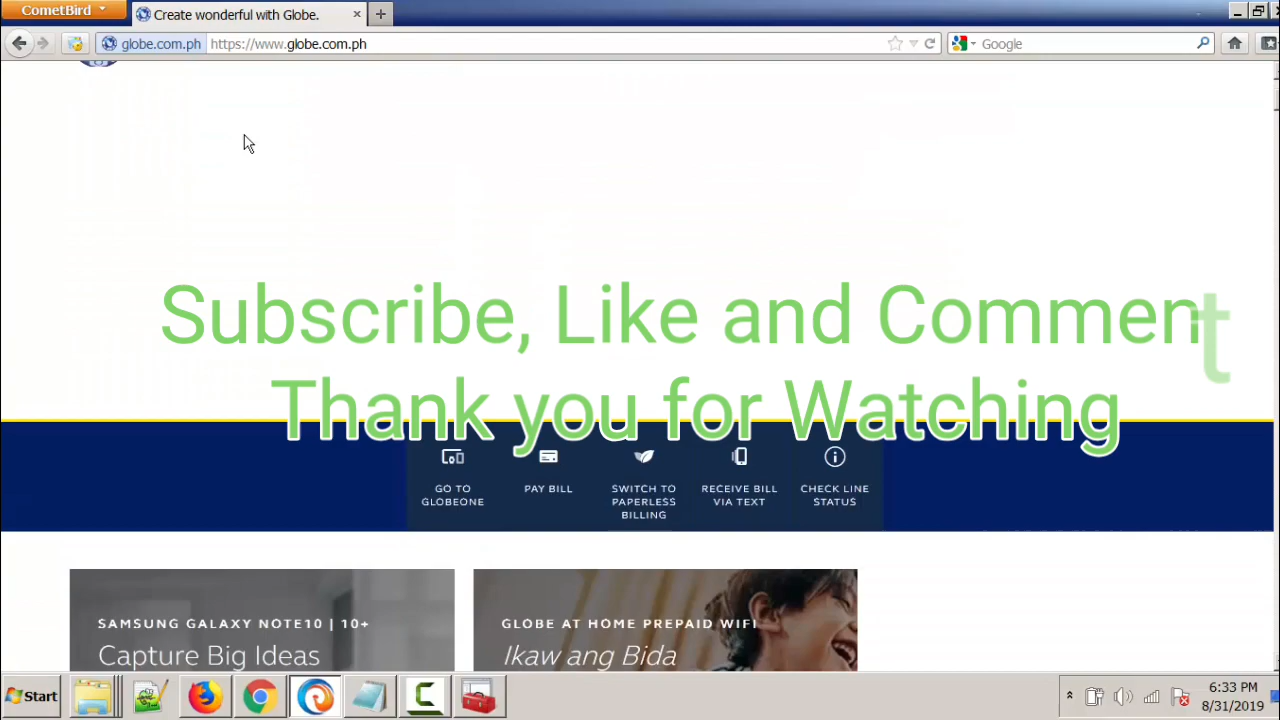 CometBird
Create wonderful with Globe.
globe.com.ph
https://www.globe.com.ph
Google
Subscribe, Like and Comment
Thank you for Watching
GO TO
GLOBEONE
PAY BILL
SWITCH TO
PAPERLESS
BILLING
RECEIVE BILL
VIA TEXT
CHECK LINE
STATUS
SAMSUNG GALAXY NOTE10 | 10+
Capture Big Ideas
GLOBE AT HOME PREPAID WIFI
Ikaw ang Bida
Start
6:33 PM
8/31/2019